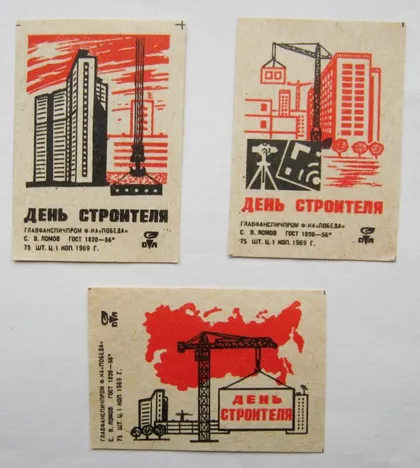 ДЕНЬ СТРОИТЕЛЯ
ГЛАВФАНСПИЧПРОМ Ф-КА «ПОБЕДА»
С. В. ЛОМОВ ГОСТ 1820-56*
75 ШТ. Ц. 1 КОП. 1969 Г.
ДЕНЬ СТРОИТЕЛЯ
ГЛАВФАНСПИЧПРОМ Ф-КА «ПОБЕДА»
С. В. ЛОМОВ ГОСТ 1820-56*
75 ШТ. Ц. 1 КОП. 1969 Г.
ГЛАВФАНСПИЧПРОМ Ф-КА «ПОБЕДА»
С. В. ЛОМОВ ГОСТ 1820-56*
75 ШТ. Ц. 1 КОП. 1969 Г.
ДЕНЬ
СТРОИТЕЛЯ